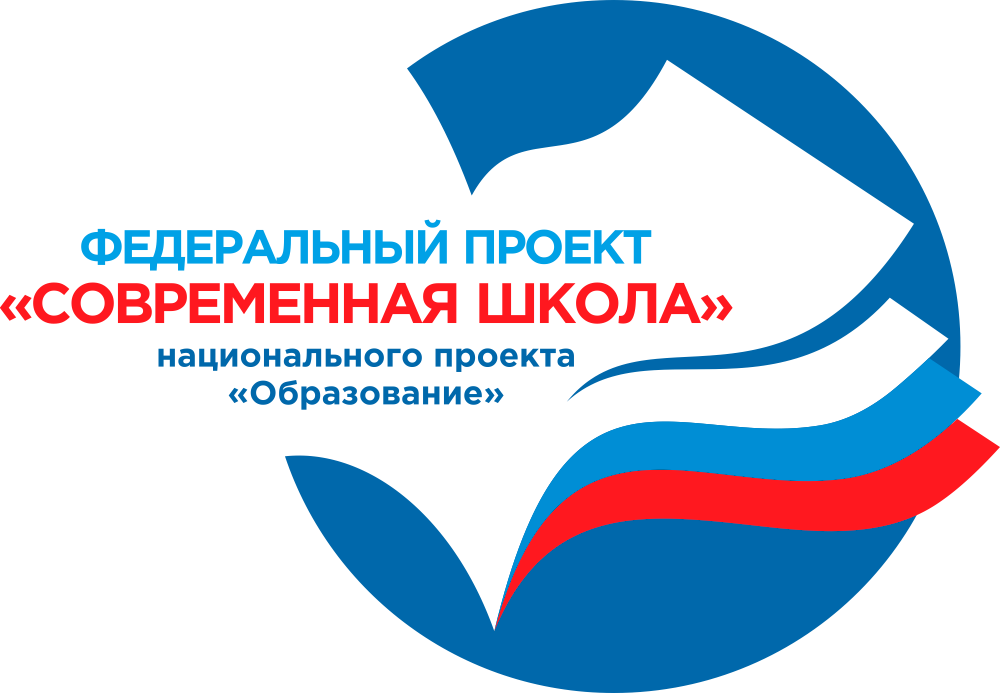 ФЕДЕРАЛЬНЫЙ ПРОЕКТ
«СОВРЕМЕННАЯ ШКОЛА»
национального проекта
«Образование»